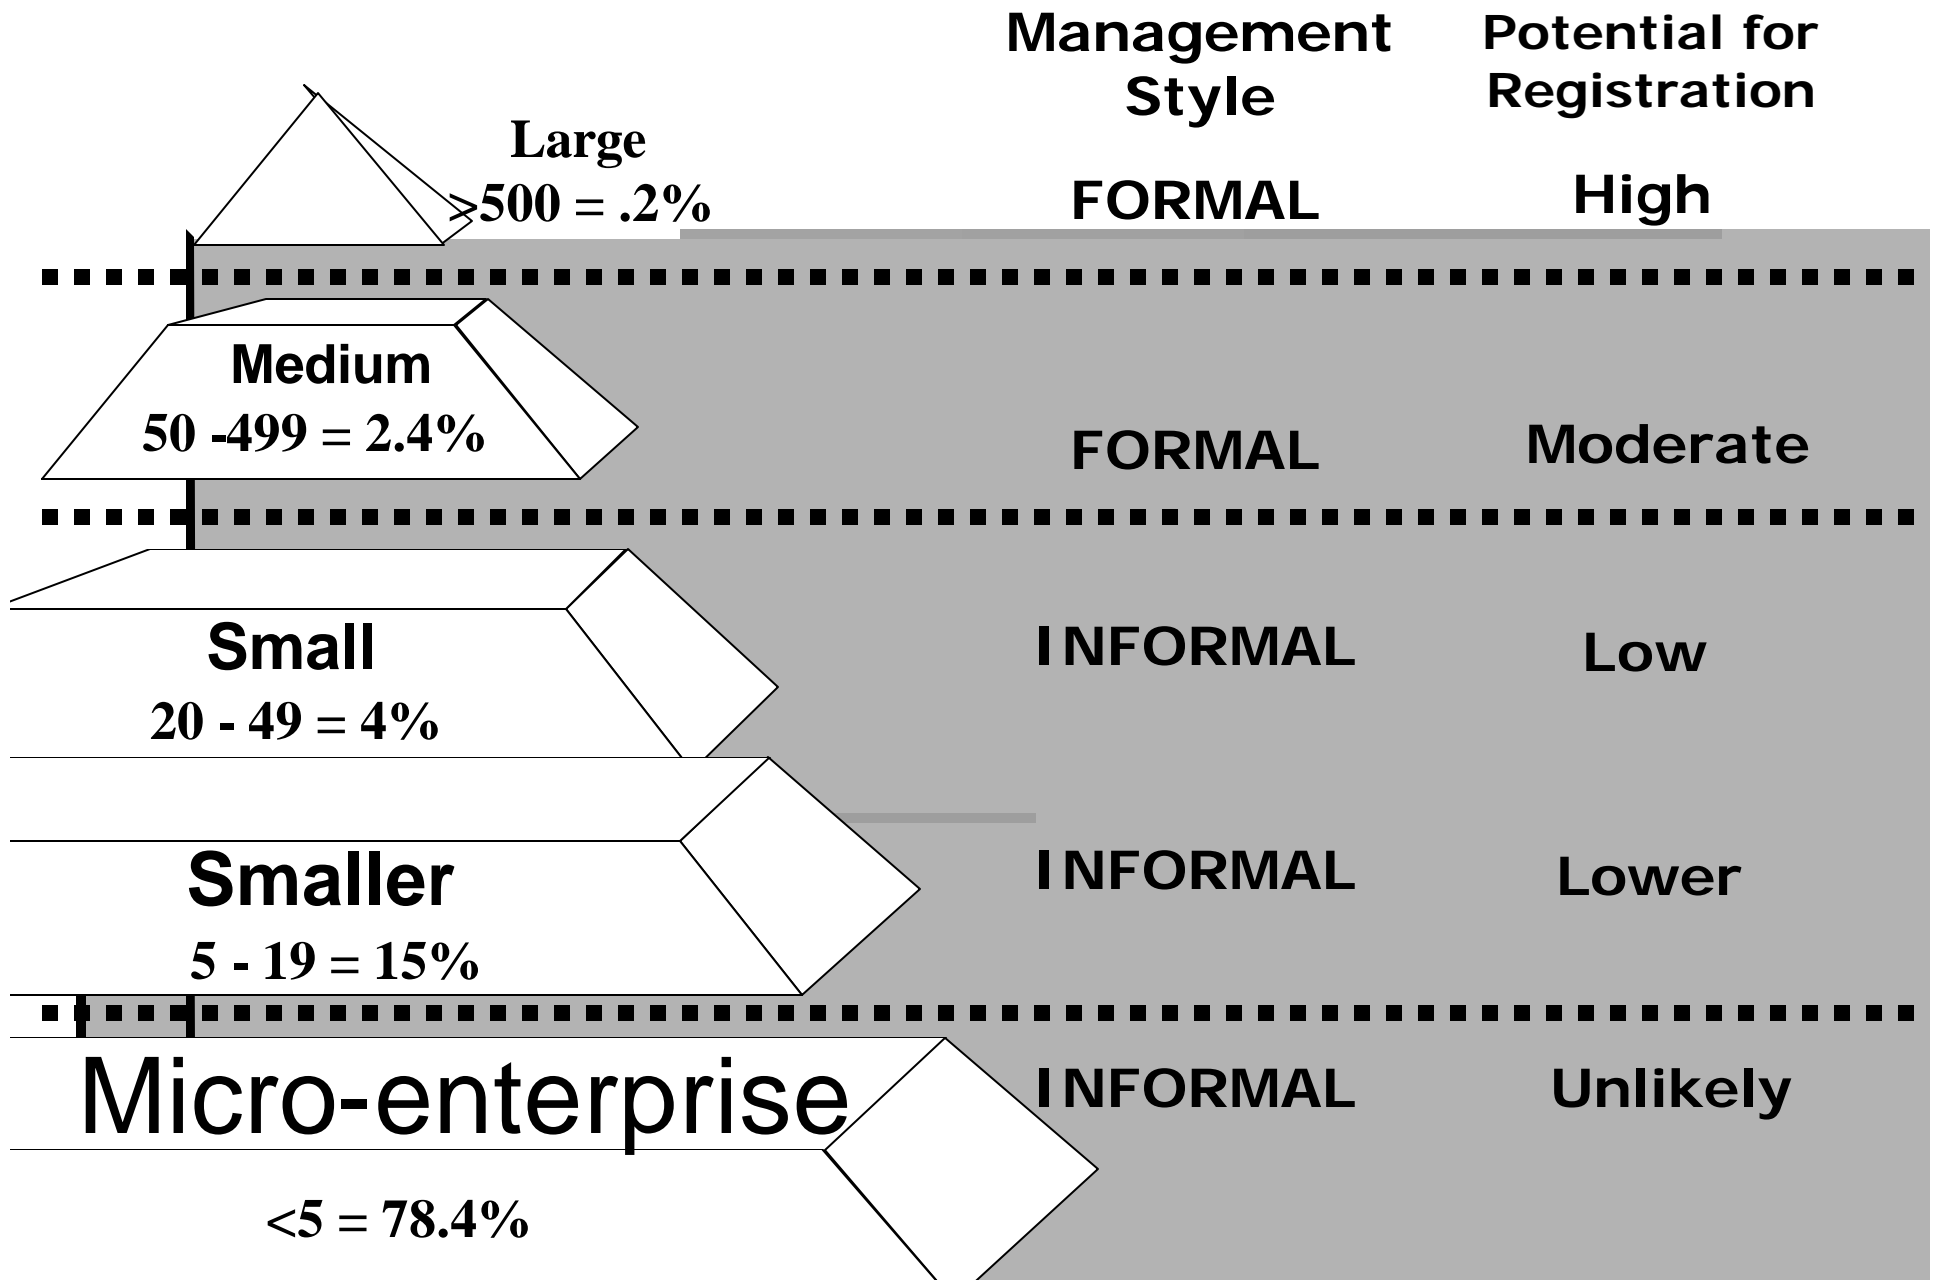 Management
Style
Potential for
Registration
Large
>500 = .2%
FORMAL
High
Medium
50 -499 = 2.4%
FORMAL
Moderate
Small
20 - 49 = 4%
INFORMAL
Low
Smaller
5 - 19 = 15%
INFORMAL
Lower
Micro-enterprise
<5 = 78.4%
INFORMAL
Unlikely